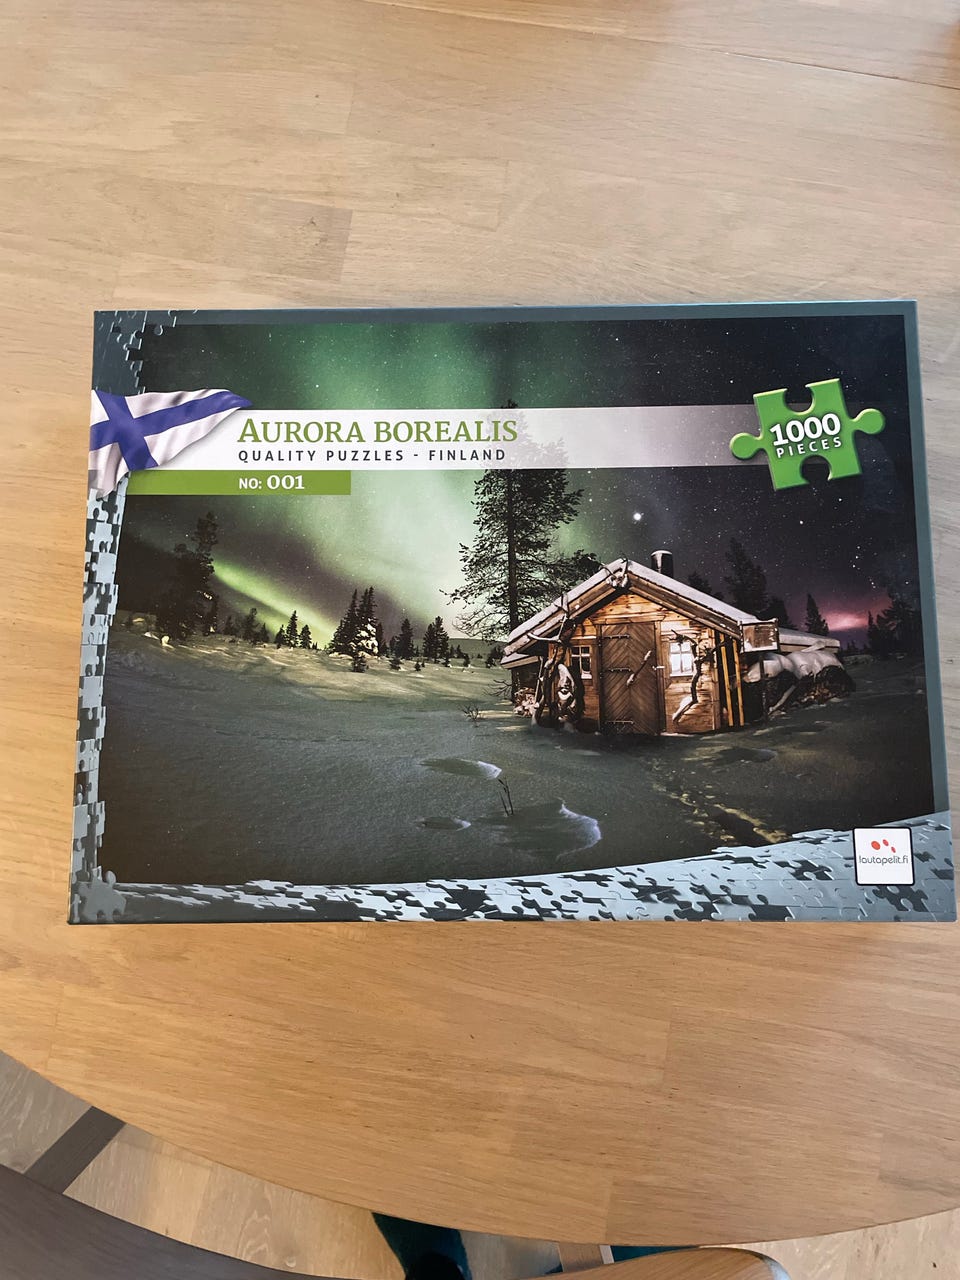 AURORA BOREALIS
QUALITY PUZZLES - FINLAND
NO: 001
1000
PIECES
lautapelit.fi